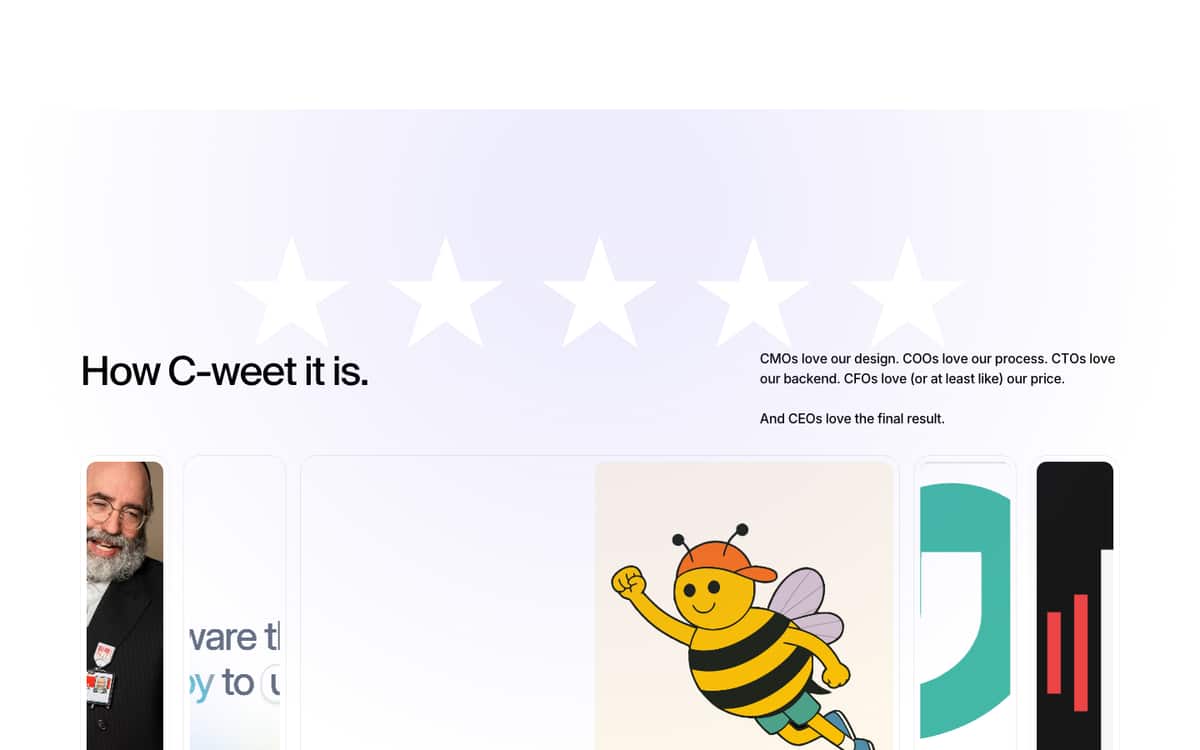 How C-weet it is.
CMOs love our design. COOs love our process. CTOs love
our backend. CFOs love (or at least like) our price.
And CEOs love the final result.
to